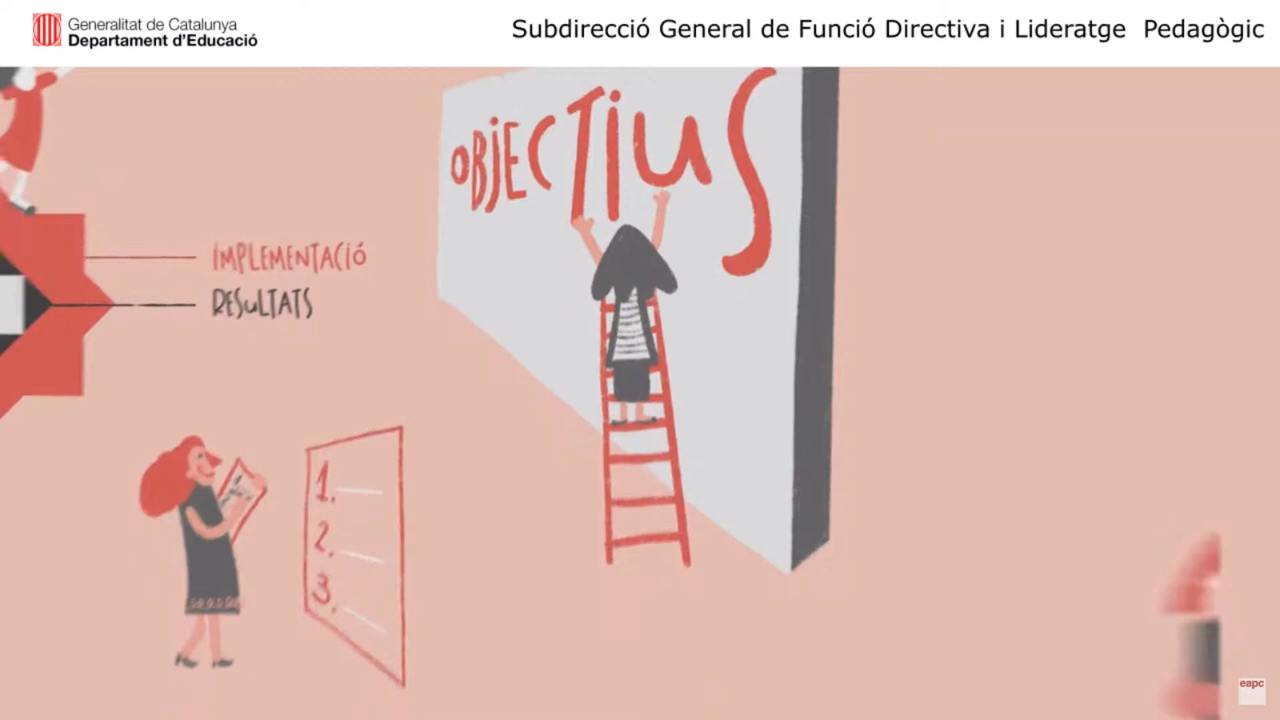 Generalitat de Catalunya
Departament d'Educació
Subdirecció General de Funció Directiva i Lideratge Pedagògic
OBJECTIUS
IMPLEMENTACIÓ
RESULTATS
1.
2.
3.
eapc